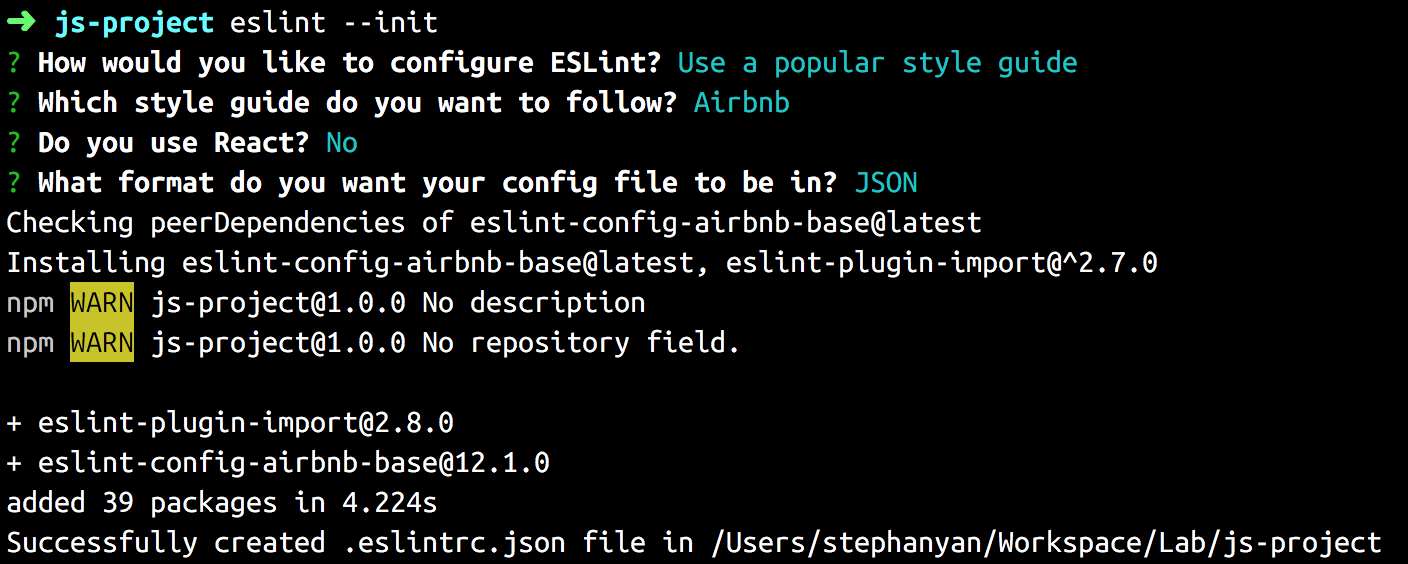 ➜ js-project eslint --init
? How would you like to configure ESLint? Use a popular style guide
? Which style guide do you want to follow? Airbnb
? Do you use React? No
? What format do you want your config file to be in? JSON
Checking peerDependencies of eslint-config-airbnb-base@latest
Installing eslint-config-airbnb-base@latest, eslint-plugin-import@^2.7.0
npm WARN js-project@1.0.0 No description
npm WARN js-project@1.0.0 No repository field.
+ eslint-plugin-import@2.8.0
+ eslint-config-airbnb-base@12.1.0
added 39 packages in 4.224s
Successfully created .eslintrc.json file in /Users/stephanyan/Workspace/Lab/js-project